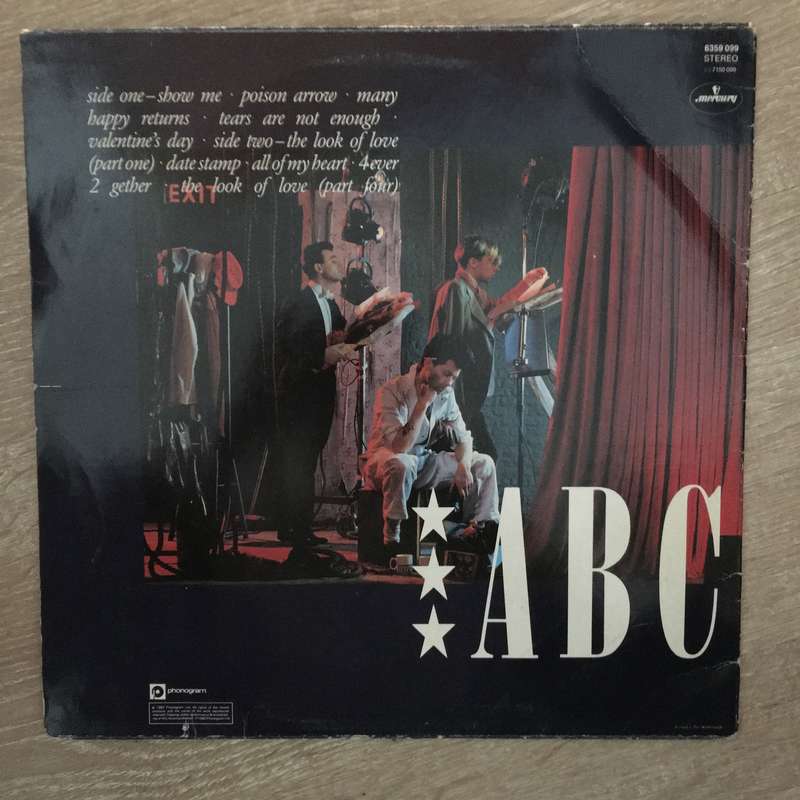 6359 099
STEREO
7150 099
mercury
side one – show me · poison arrow · many
happy returns · tears are not enough ·
valentine's day · side two – the look of love
(part one) · date stamp · all of my heart · 4 ever
2 gether · the look of love (part four)
EXIT
ABC
phonogram